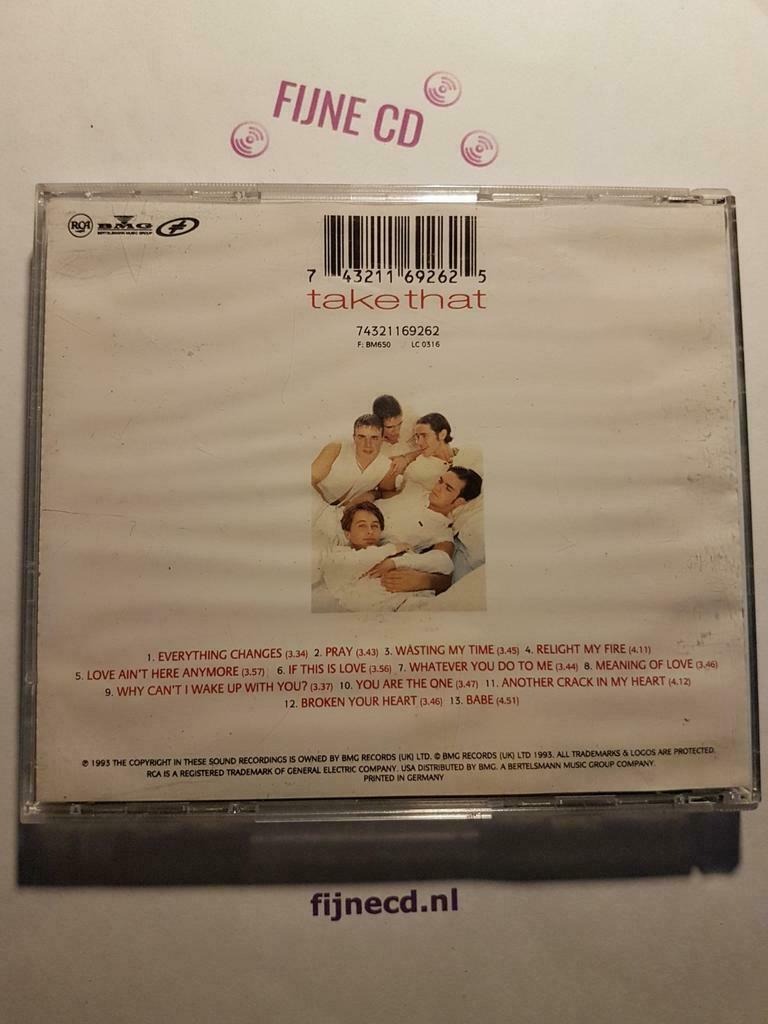 FIJNE CD
RCA BMG
BERTELSMANN MUSIC GROUP
7 43211 69262 5
take that
74321169262
F: BM650 LC 0316
1. EVERYTHING CHANGES (3.34) 2. PRAY (3.43) 3. WASTING MY TIME (3.45) 4. RELIGHT MY FIRE (4.11)
5. LOVE AIN'T HERE ANYMORE (3.57) 6. IF THIS IS LOVE (3.56) 7. WHATEVER YOU DO TO ME (3.44) 8. MEANING OF LOVE (3.46)
9. WHY CAN'T I WAKE UP WITH YOU? (3.37) 10. YOU ARE THE ONE (3.47) 11. ANOTHER CRACK IN MY HEART (4.12)
12. BROKEN YOUR HEART (3.46) 13. BABE (4.51)
℗ 1993 THE COPYRIGHT IN THESE SOUND RECORDINGS IS OWNED BY BMG RECORDS (UK) LTD. © BMG RECORDS (UK) LTD 1993. ALL TRADEMARKS & LOGOS ARE PROTECTED.
RCA IS A REGISTERED TRADEMARK OF GENERAL ELECTRIC COMPANY, USA DISTRIBUTED BY BMG. A BERTELSMANN MUSIC GROUP COMPANY.
PRINTED IN GERMANY
fijnecd.nl